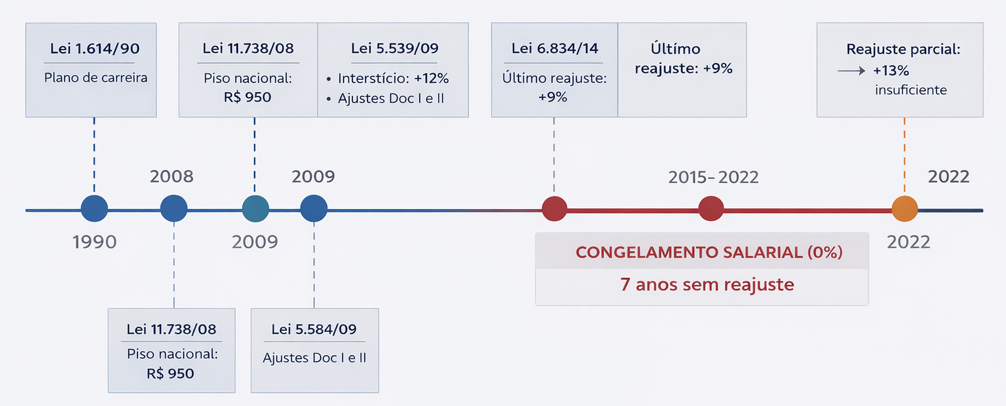 Lei 1.614/90
Plano de carreira
Lei 11.738/08
Piso nacional:
R$ 950
Lei 5.539/09
• Interstício: +12%
• Ajustes Doc I e II
Lei 6.834/14
Último reajuste:
+9%
Último
reajuste: +9%
Reajuste parcial:
→ +13%
insuficiente
2008
2009
2015-2022
2022
1990
2009
2022
CONGELAMENTO SALARIAL (0%)
7 anos sem reajuste
Lei 11.738/08
Piso nacional:
R$ 950
Lei 5.584/09
Ajustes Doc I e II